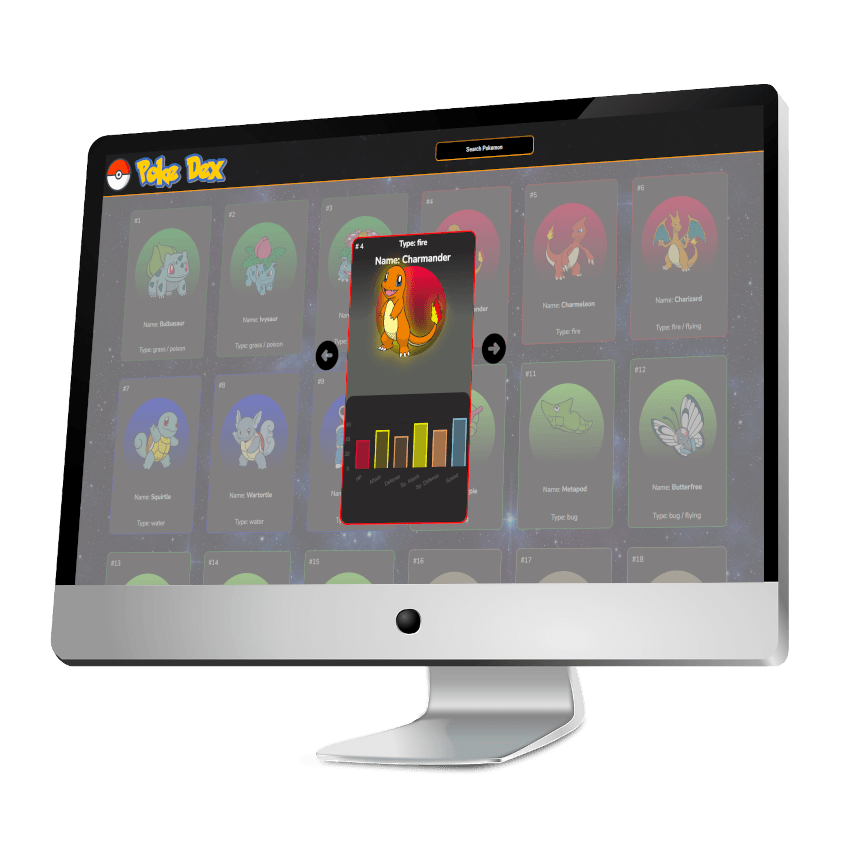 Poke Dex
Search Pokemon
#1
Name: Bulbasaur
Type: grass / poison
#2
Name: Ivysaur
Type: grass / poison
#3
#4
#5
Name: Charmeleon
Type: fire
#6
Name: Charizard
Type: fire / flying
# 4
Type: fire
Name: Charmander
HP
Attack
Defense
Sp. Attack
Sp. Defense
Speed
#7
Name: Squirtle
Type: water
#8
Name: Wartortle
Type: water
#9
#11
Name: Metapod
Type: bug
#12
Name: Butterfree
Type: bug / flying
#13
#14
#15
#16
#17
#18